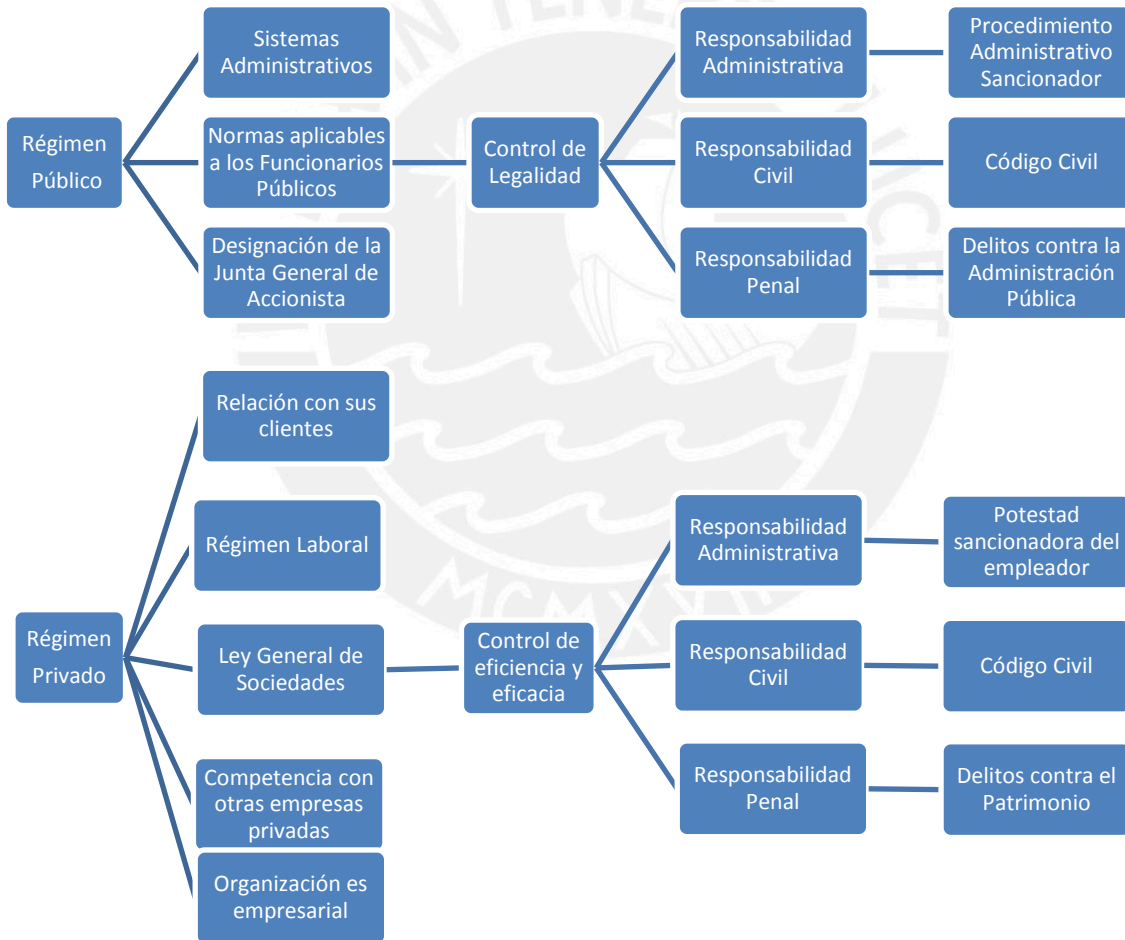 Sistemas
Administrativos
Responsabilidad
Administrativa
Procedimiento
Administrativo
Sancionador
Régimen
Público
Normas aplicables
a los Funcionarios
Públicos
Control de
Legalidad
Responsabilidad
Civil
Código Civil
Designación de la
Junta General de
Accionista
Responsabilidad
Penal
Delitos contra la
Administración
Pública
Relación con sus
clientes
Régimen Laboral
Responsabilidad
Administrativa
Potestad
sancionadora del
empleador
Régimen
Privado
Ley General de
Sociedades
Control de
eficiencia y
eficacia
Responsabilidad
Civil
Código Civil
Competencia con
otras empresas
privadas
Responsabilidad
Penal
Delitos contra el
Patrimonio
Organización es
empresarial